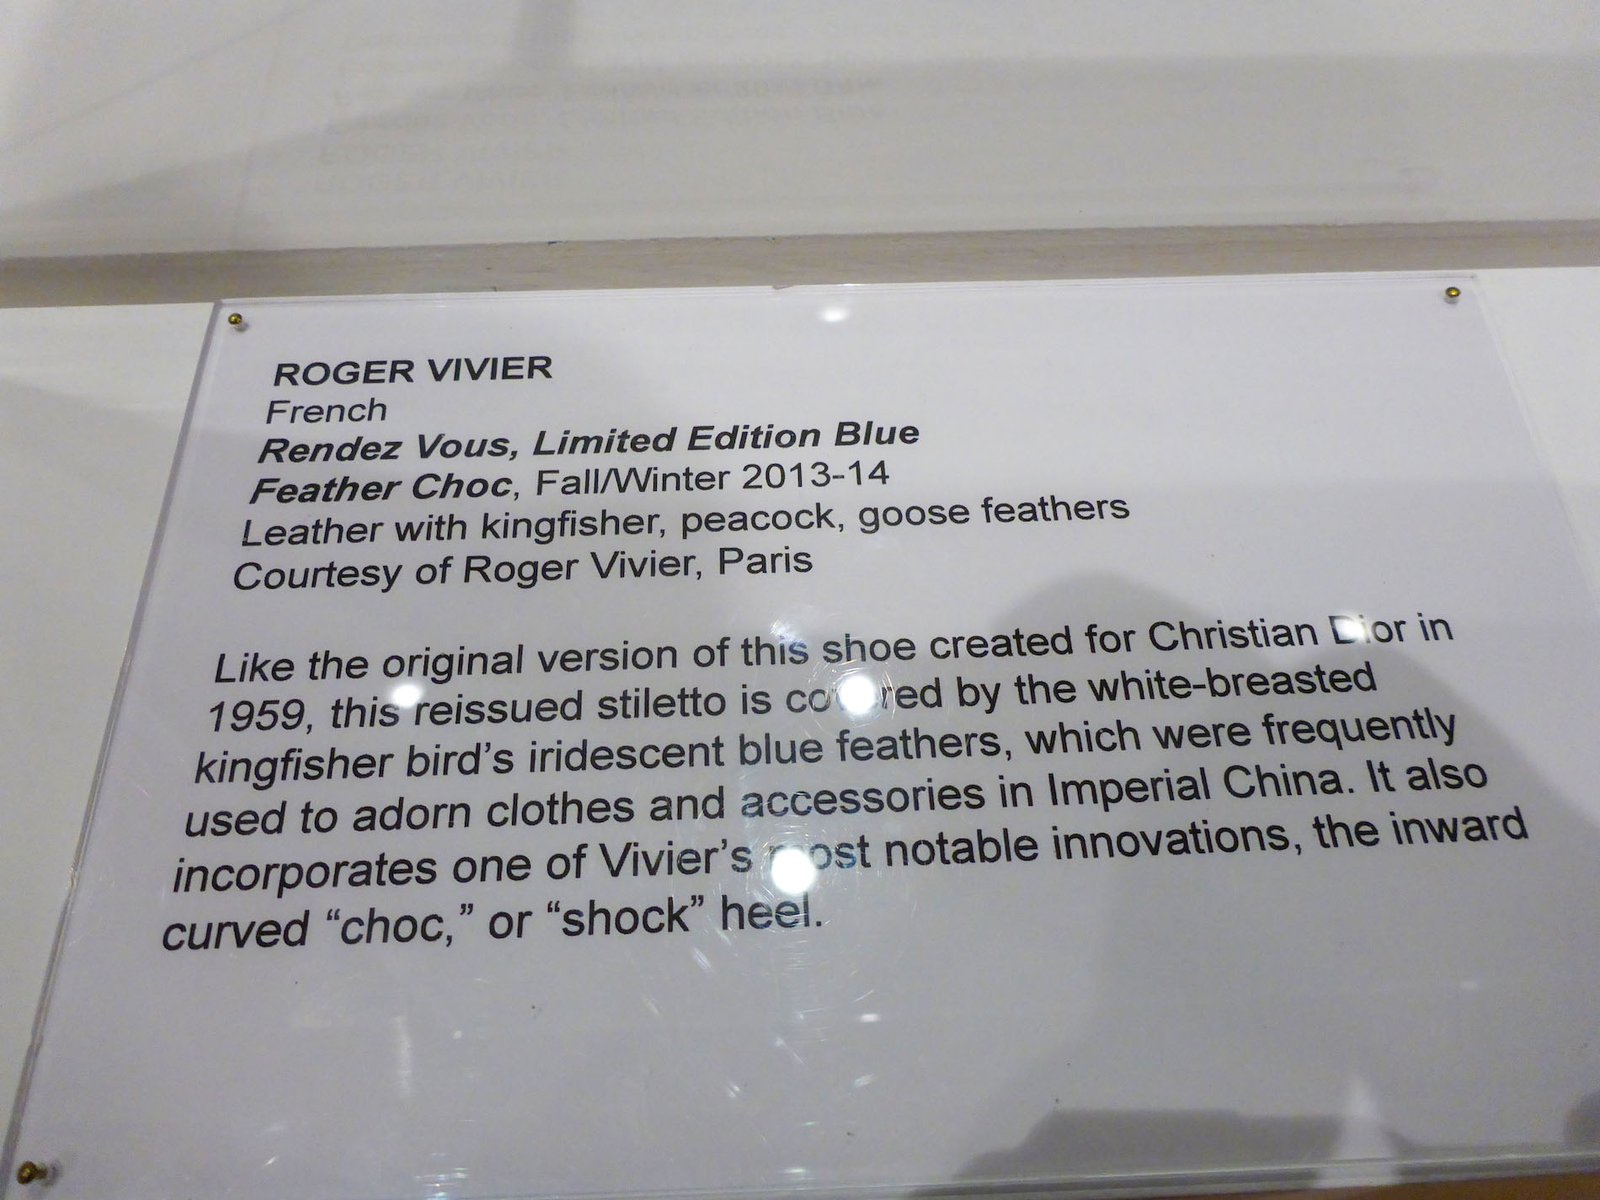 ROGER VIVIER
French
Rendez Vous, Limited Edition Blue
Feather Choc, Fall/Winter 2013-14
Leather with kingfisher, peacock, goose feathers
Courtesy of Roger Vivier, Paris
Like the original version of this shoe created for Christian Dior in
1959, this reissued stiletto is covered by the white-breasted
kingfisher bird's iridescent blue feathers, which were frequently
used to adorn clothes and accessories in Imperial China. It also
incorporates one of Vivier's most notable innovations, the inward
curved “choc,” or “shock” heel.